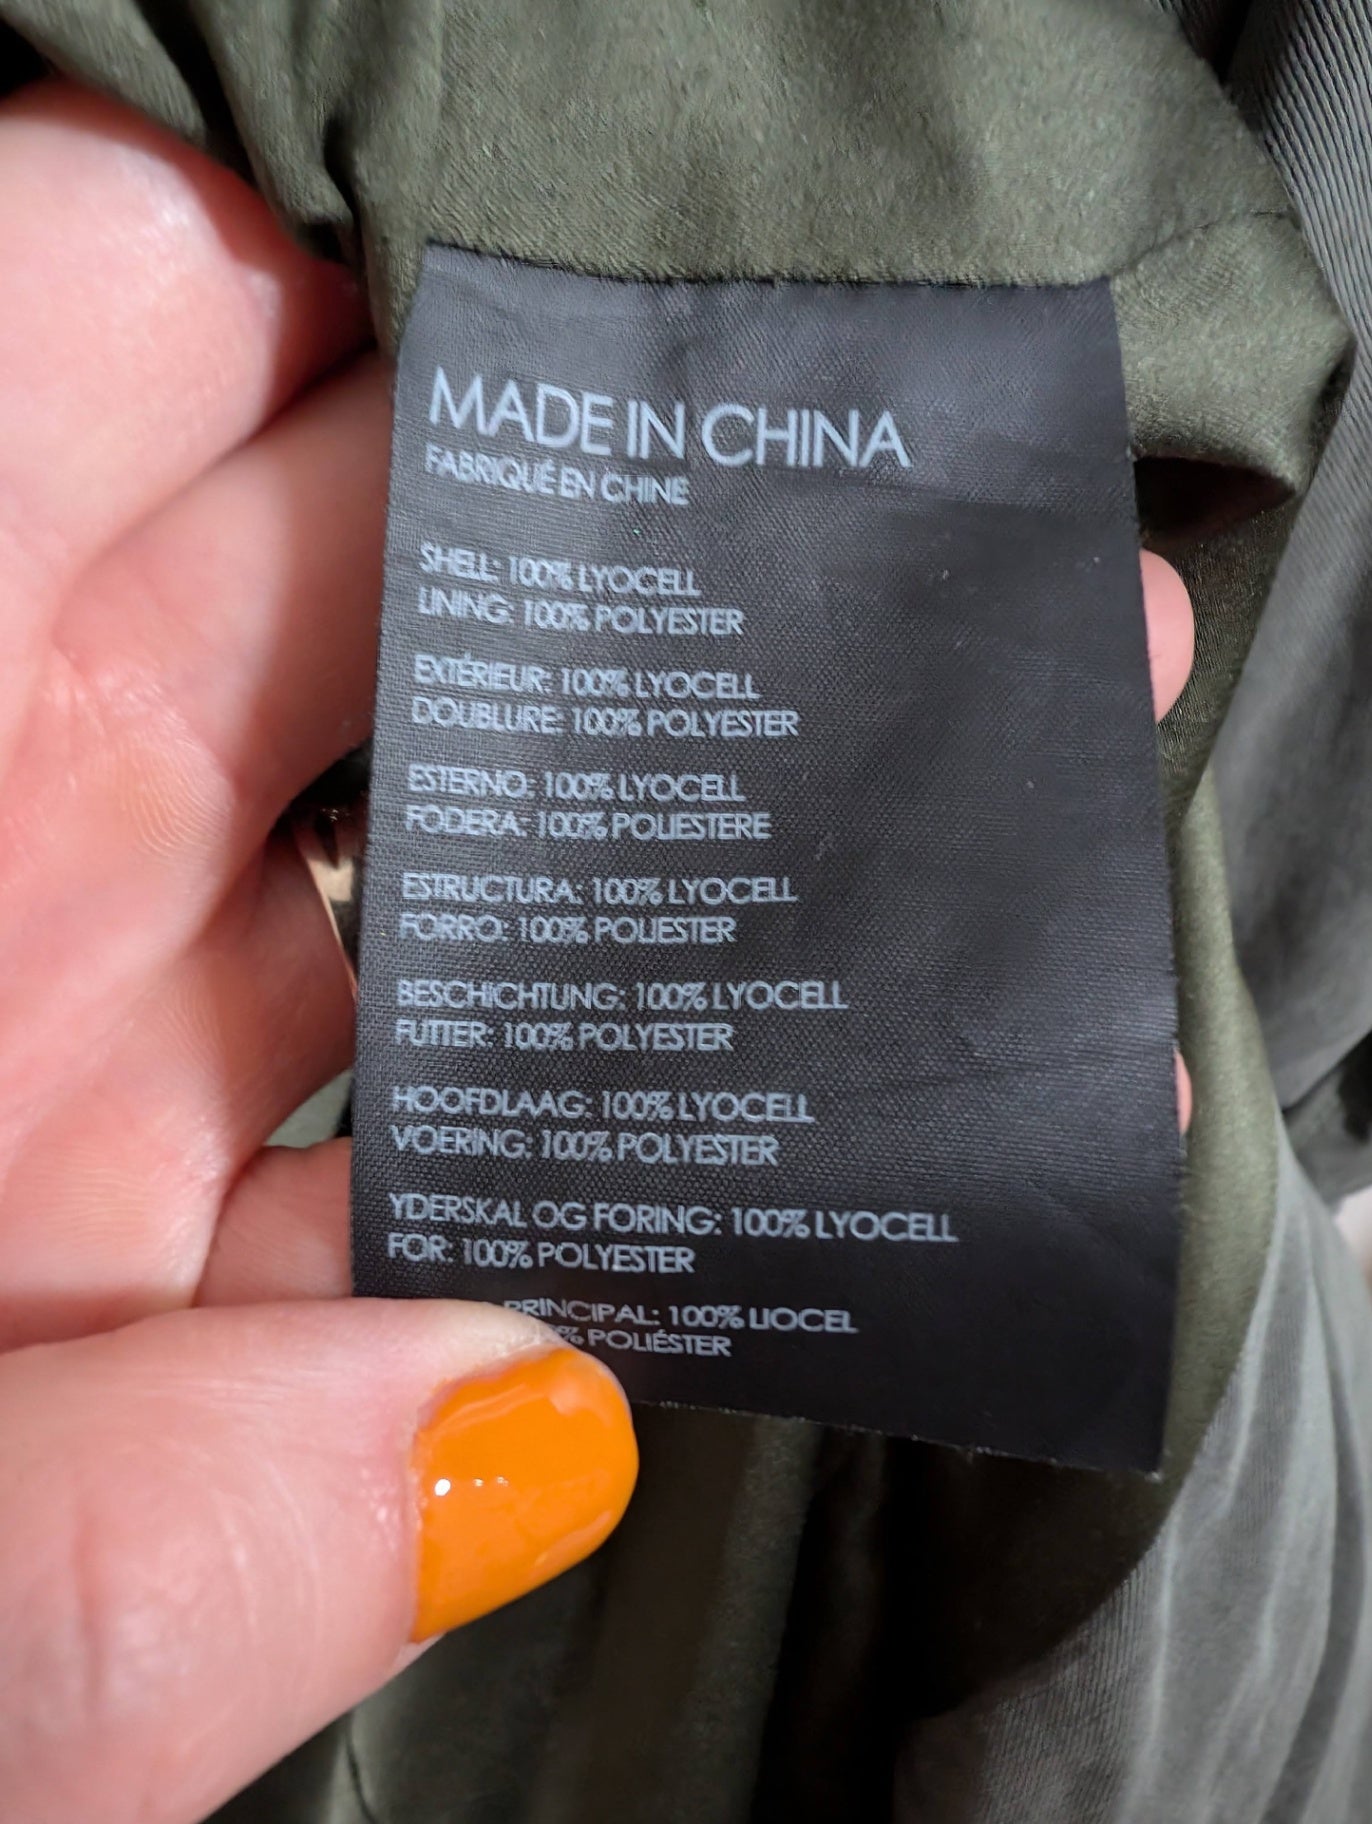 MADE IN CHINA
FABRIQUÉ EN CHINE
SHELL: 100% LYOCELL
LINING: 100% POLYESTER
EXTÉRIEUR: 100% LYOCELL
DOUBLURE: 100% POLYESTER
ESTERNO: 100% LYOCELL
FODERA: 100% POLIESTERE
ESTRUCTURA: 100% LYOCELL
FORRO: 100% POLIESTER
BESCHICHTUNG: 100% LYOCELL
FUTTER: 100% POLYESTER
HOOFDLAAG: 100% LYOCELL
VOERING: 100% POLYESTER
YDERSKAL OG FORING: 100% LYOCELL
FOR: 100% POLYESTER
PRINCIPAL: 100% LIOCEL
% POLIÉSTER